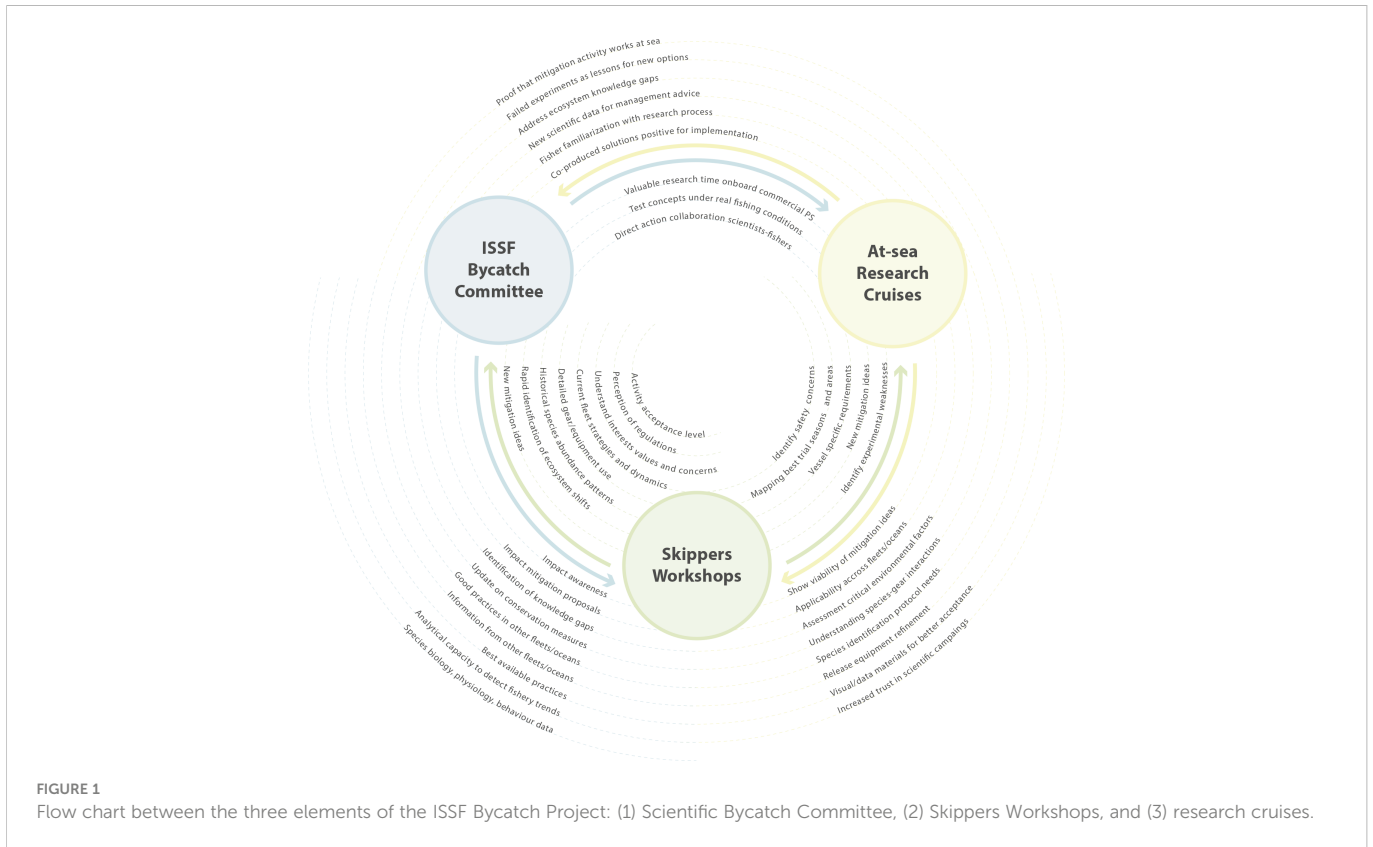 Proof that mitigation activity works at sea
Failed experiments as lessons for new options
Address ecosystem knowledge gaps
New scientific data for management advice
Fisher familiarization with research process
Co-produced solutions positive for implementation
Valuable research time onboard commercial PS
Test concepts under real fishing conditions
Direct action collaboration scientists-fishers
ISSF
Bycatch
Committee
At-sea
Research
Cruises
New mitigation ideas
Rapid identification of ecosystem shifts
Historical species abundance patterns
Detailed gear/equipment use
Current fleet strategies and dynamics
Understand interests values and concerns
Perception of regulations
Activity acceptance level
Identify safety concerns
Mapping best trial seasons and areas
Vessel specific requirements
New mitigation ideas
Identify experimental weaknesses
Skippers
Workshops
Impact awareness
Impact mitigation proposals
Identification of knowledge gaps
Update on conservation measures
Good practices in other fleets/oceans
Information from other fleets/oceans
Best available practices
Analytical capacity to detect fishery trends
Species biology, physiology, behaviour data
Show viability of mitigation ideas
Applicability across fleets/oceans
Assessment critical environmental factors
Understanding species-gear interactions
Species identification protocol needs
Release equipment refinement
Visual/data materials for better acceptance
Increased trust in scientific campaings
FIGURE 1
Flow chart between the three elements of the ISSF Bycatch Project: (1) Scientific Bycatch Committee, (2) Skippers Workshops, and (3) research cruises.